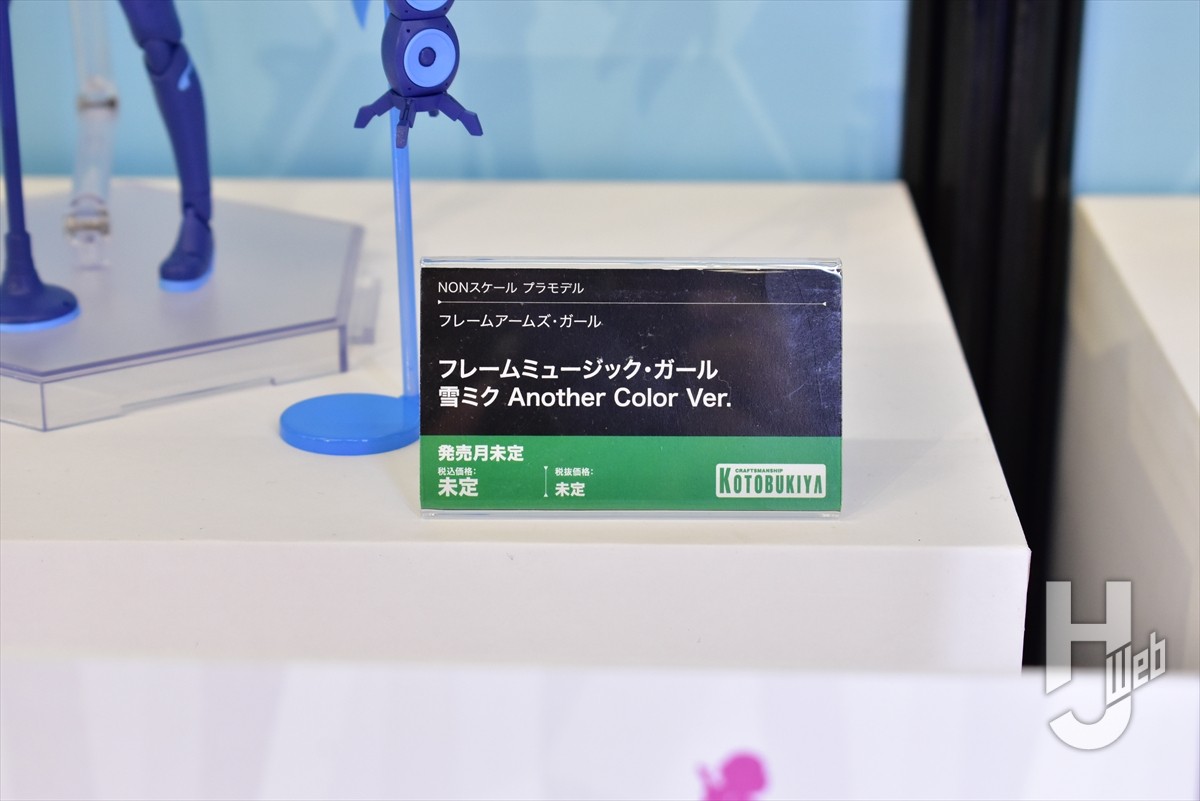 NONスケール プラモデル
フレームアームズ・ガール
フレームミュージック・ガール
雪ミク Another Color Ver.
発売月未定
税込価格:
未定
税抜価格:
未定
CRAFTSMANSHIP
KOTOBUKIYA
HJ Web